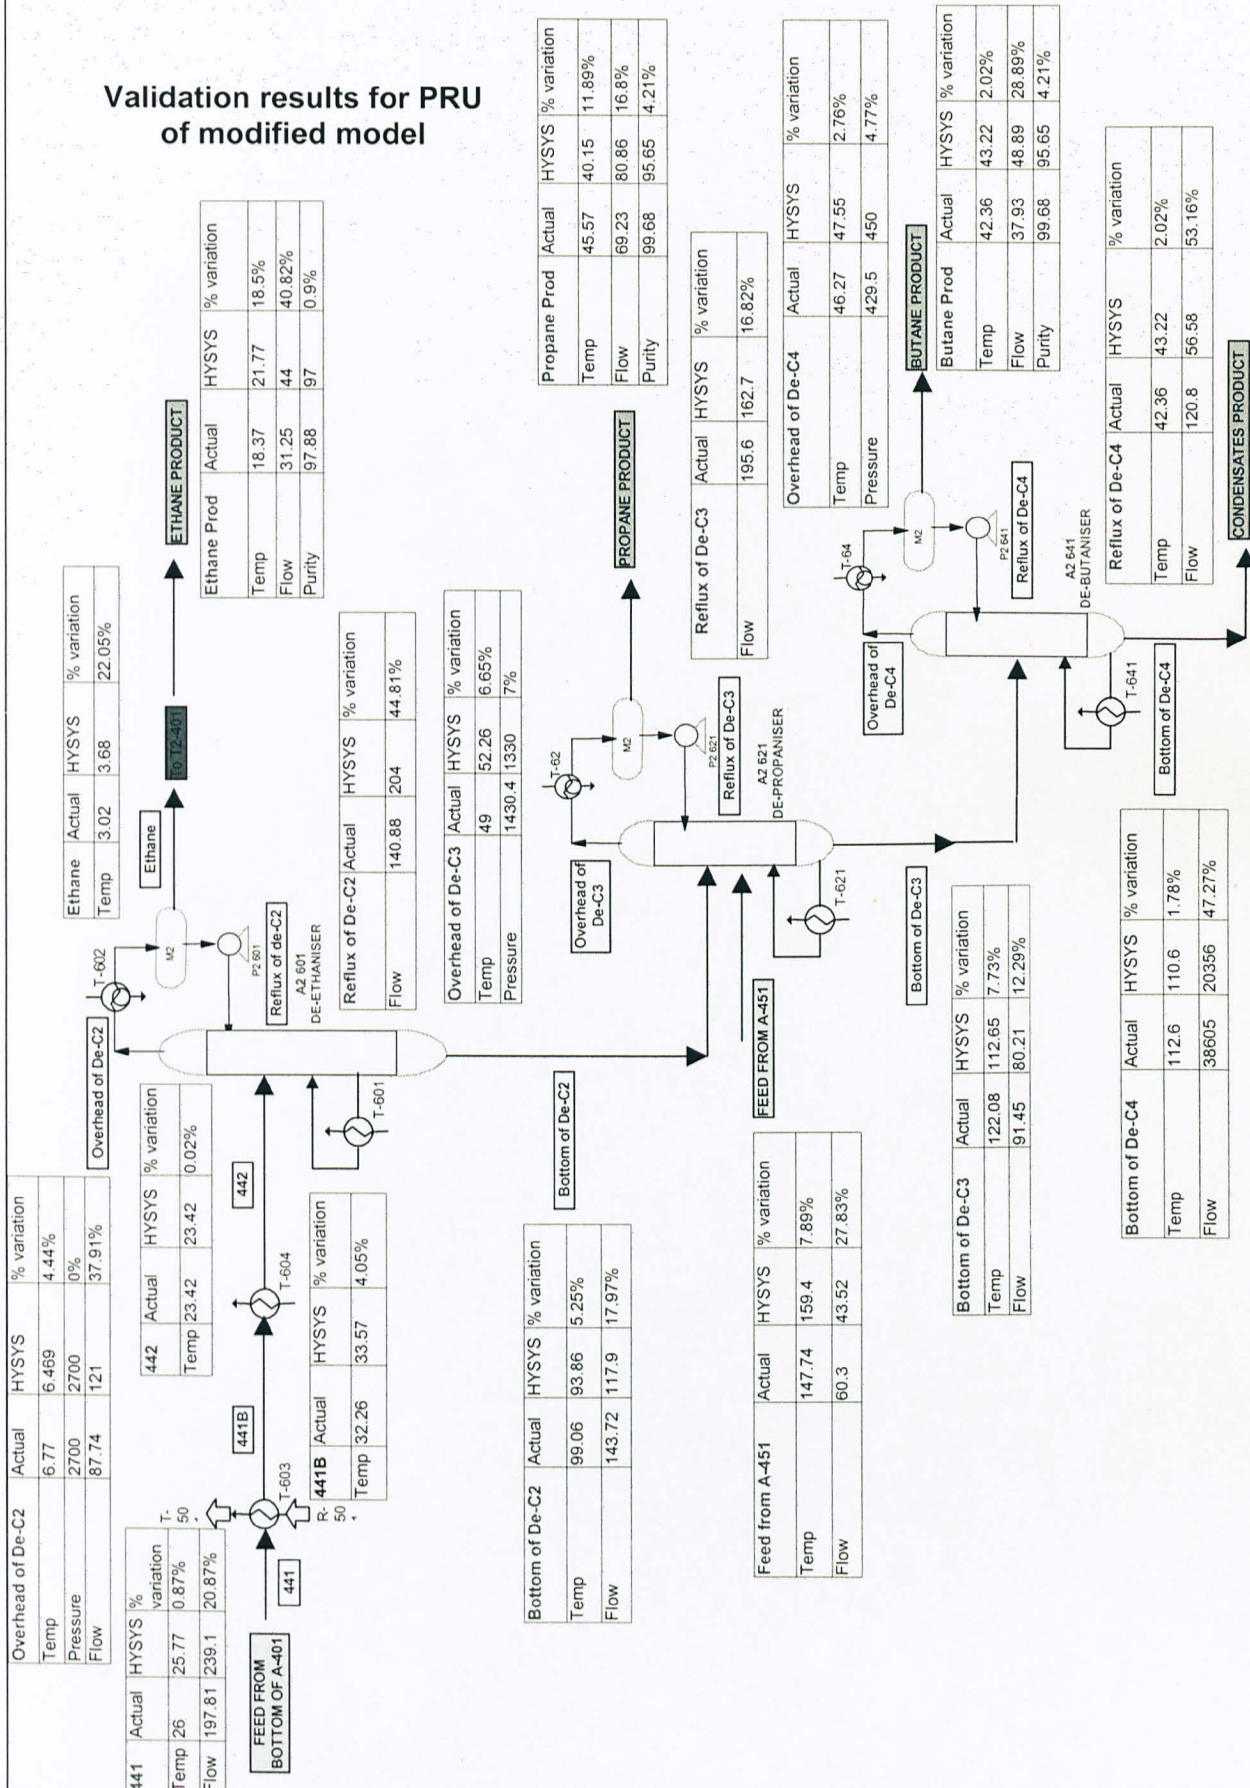 Validation results for PRU
of modified model
Overhead of De-C2 Actual HYSYS % variation
Temp 6.77 6.469 4.44%
Pressure 2700 2700 0%
Flow 87.74 121 37.91%
441 Actual HYSYS %
variation
Temp 26 25.77 0.87%
Flow 197.81 239.1 20.87%
FEED FROM
BOTTOM OF A-401
441
T-
50
R-
50
T-603
441B
441B Actual HYSYS % variation
Temp 32.26 33.57 4.05%
T-604
442
442 Actual HYSYS % variation
Temp 23.42 23.42 0.02%
T-601
Overhead of De-C2
T-602
M2
P2 601
Reflux of de-C2
A2 601
DE-ETHANISER
Ethane
Ethane Actual HYSYS % variation
Temp 3.02 3.68 22.05%
To T2-401
ETHANE PRODUCT
Ethane Prod Actual HYSYS % variation
Temp 18.37 21.77 18.5%
Flow 31.25 44 40.82%
Purity 97.88 97 0.9%
Reflux of De-C2 Actual HYSYS % variation
Flow 140.88 204 44.81%
Overhead of De-C3 Actual HYSYS % variation
Temp 49 52.26 6.65%
Pressure 1430.4 1330 7%
Bottom of De-C2
Bottom of De-C2 Actual HYSYS % variation
Temp 99.06 93.86 5.25%
Flow 143.72 117.9 17.97%
FEED FROM A-451
Feed from A-451 Actual HYSYS % variation
Temp 147.74 159.4 7.89%
Flow 60.3 43.52 27.83%
Overhead of
De-C3
T-62
M2
P2 621
Reflux of De-C3
A2 621
DE-PROPANISER
T-621
PROPANE PRODUCT
Propane Prod Actual HYSYS % variation
Temp 45.57 40.15 11.89%
Flow 69.23 80.86 16.8%
Purity 99.68 95.65 4.21%
Reflux of De-C3 Actual HYSYS % variation
Flow 195.6 162.7 16.82%
Overhead of De-C4 Actual HYSYS % variation
Temp 46.27 47.55 2.76%
Pressure 429.5 450 4.77%
Bottom of De-C3
Bottom of De-C3 Actual HYSYS % variation
Temp 122.08 112.65 7.73%
Flow 91.45 80.21 12.29%
Overhead of
De-C4
T-64
M2
P2 641
Reflux of De-C4
A2 641
DE-BUTANISER
T-641
BUTANE PRODUCT
Butane Prod Actual HYSYS % variation
Temp 42.36 43.22 2.02%
Flow 37.93 48.89 28.89%
Purity 99.68 95.65 4.21%
Reflux of De-C4 Actual HYSYS % variation
Temp 42.36 43.22 2.02%
Flow 120.8 56.58 53.16%
Bottom of De-C4
Bottom of De-C4 Actual HYSYS % variation
Temp 112.6 110.6 1.78%
Flow 38605 20356 47.27%
CONDENSATES PRODUCT